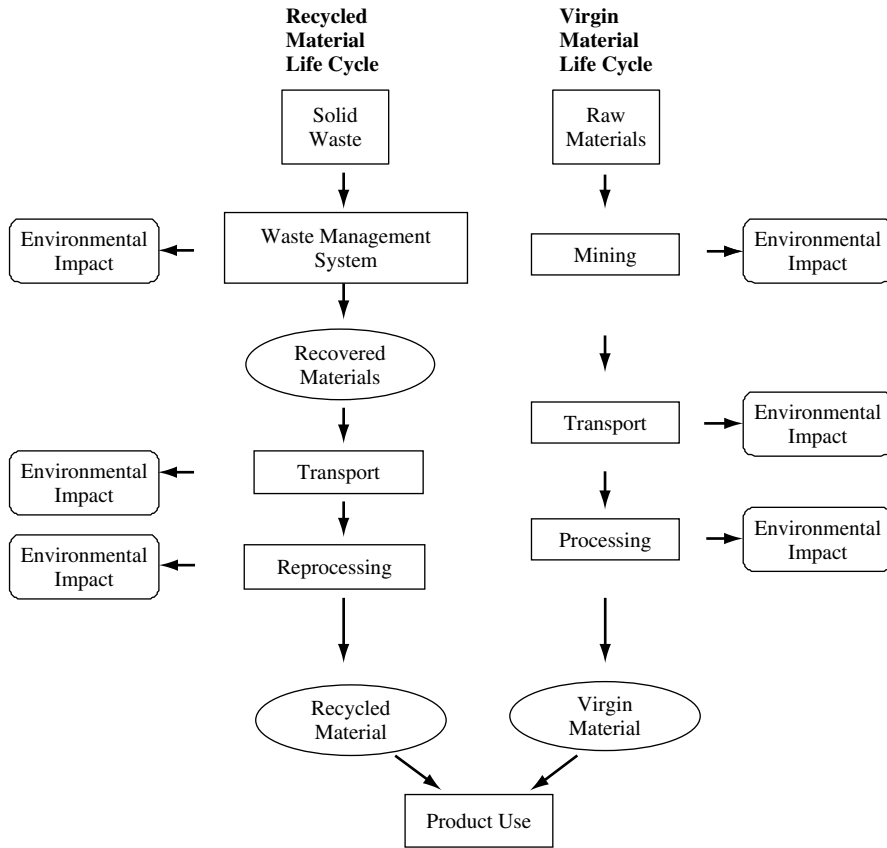 Recycled
Material
Life Cycle
Virgin
Material
Life Cycle
Solid
Waste
Raw
Materials
Environmental
Impact
Waste Management
System
Mining
Environmental
Impact
Recovered
Materials
Transport
Environmental
Impact
Environmental
Impact
Transport
Environmental
Impact
Reprocessing
Processing
Environmental
Impact
Recycled
Material
Virgin
Material
Product Use